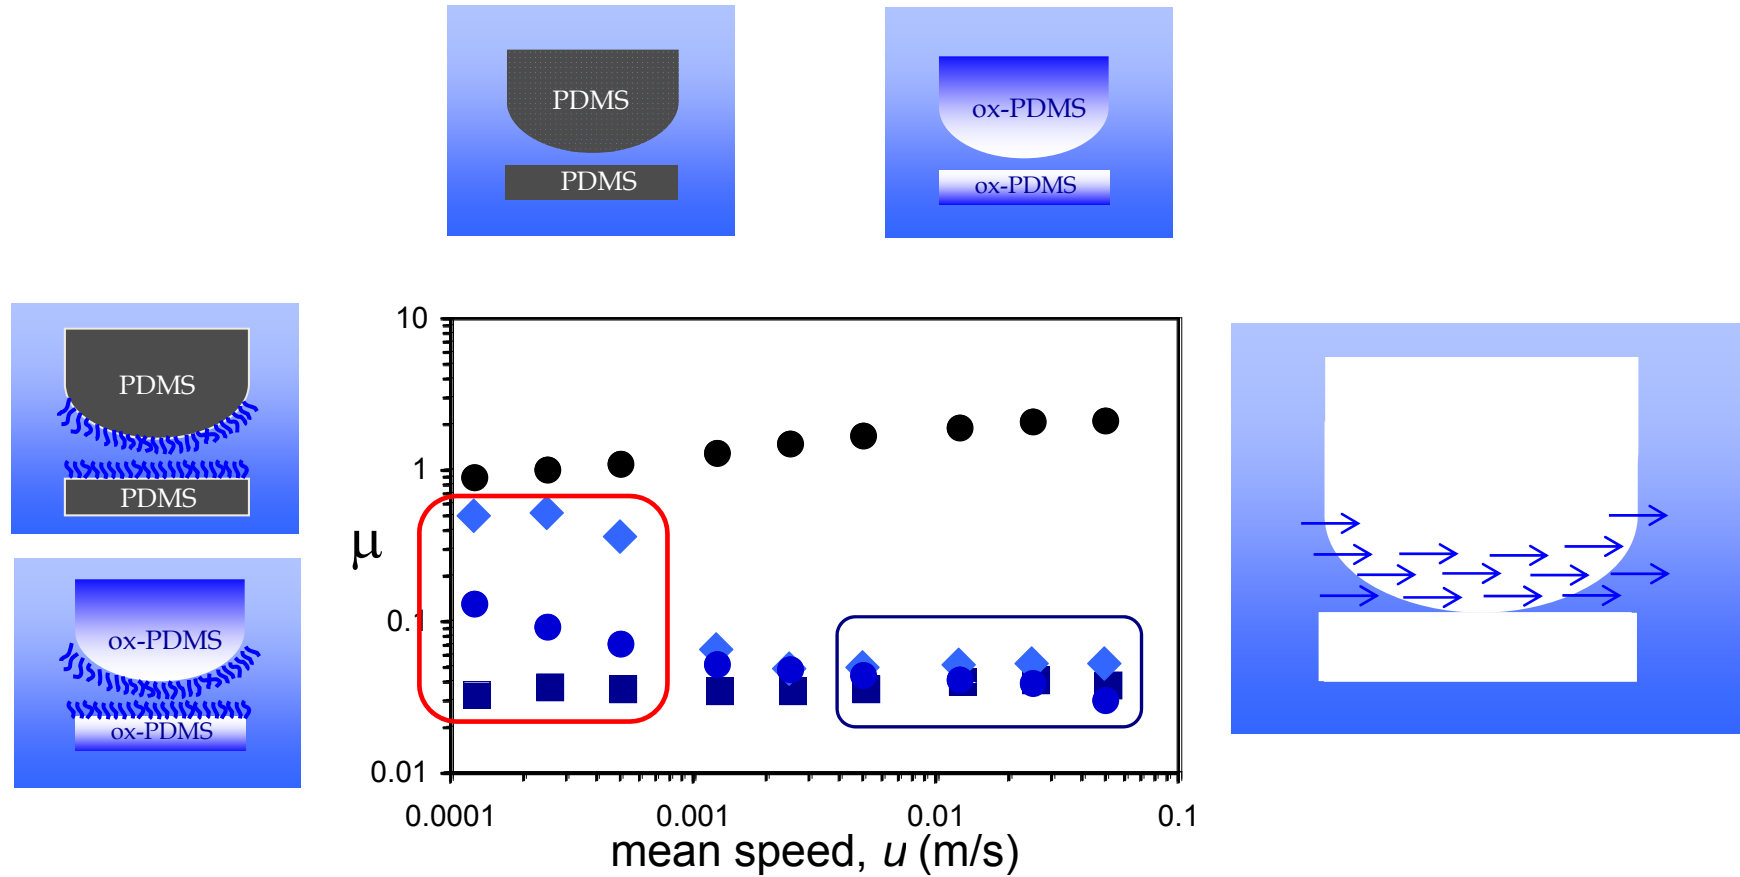 PDMS
PDMS
ox-PDMS
ox-PDMS
PDMS
PDMS
ox-PDMS
ox-PDMS
10
1
μ
0.1
0.01
0.0001
0.001
0.01
0.1
mean speed, u (m/s)